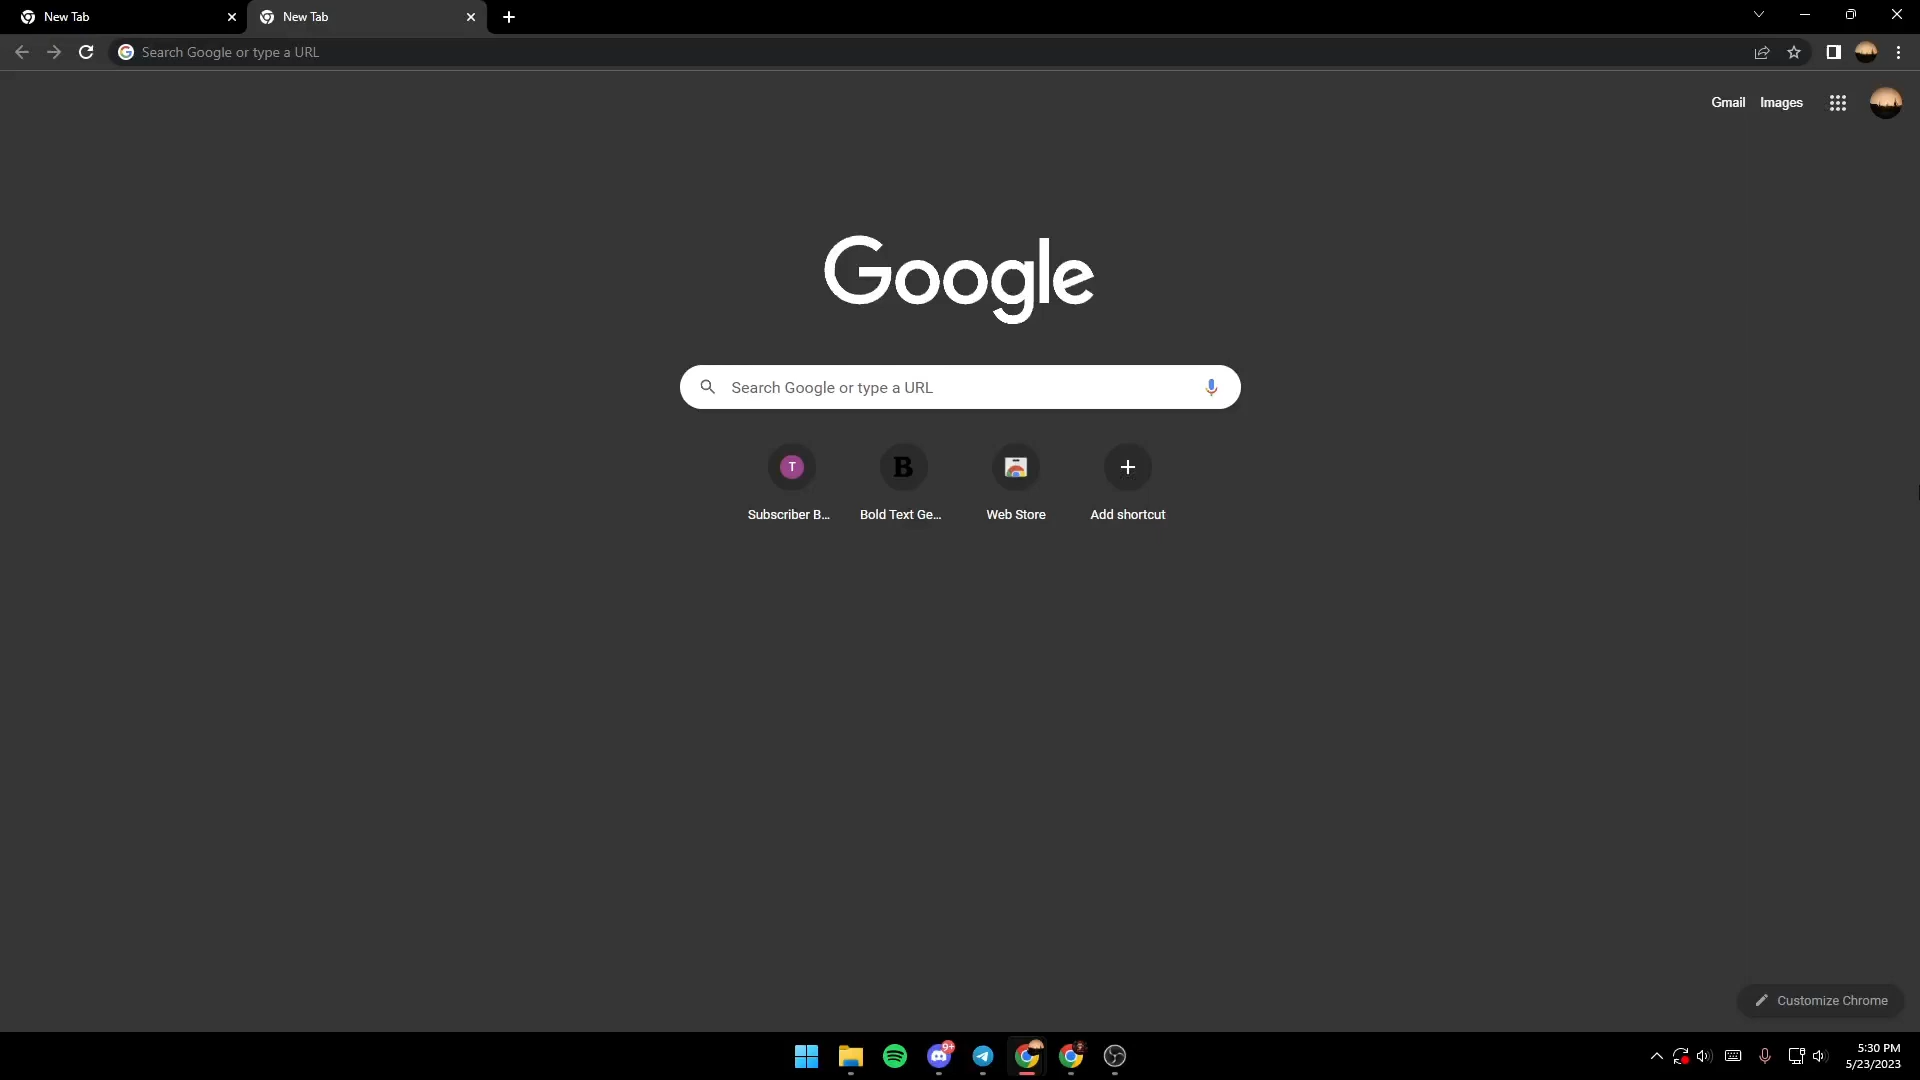 New Tab
New Tab
Search Google or type a URL
Gmail
Images
Google
Search Google or type a URL
T
B
Subscriber B...
Bold Text Ge...
Web Store
Add shortcut
Customize Chrome
9+
5:30 PM
5/23/2023